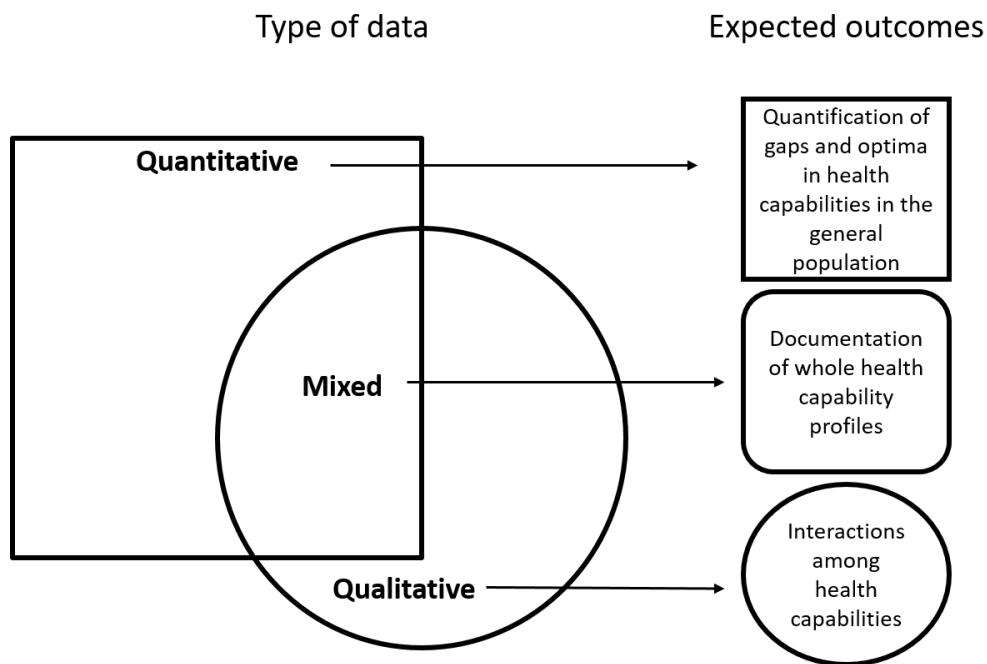 Type of data
Expected outcomes
Quantitative
Quantification of
gaps and optima
in health
capabilities in the
general
population
Mixed
Documentation
of whole health
capability
profiles
Qualitative
Interactions
among
health
capabilities